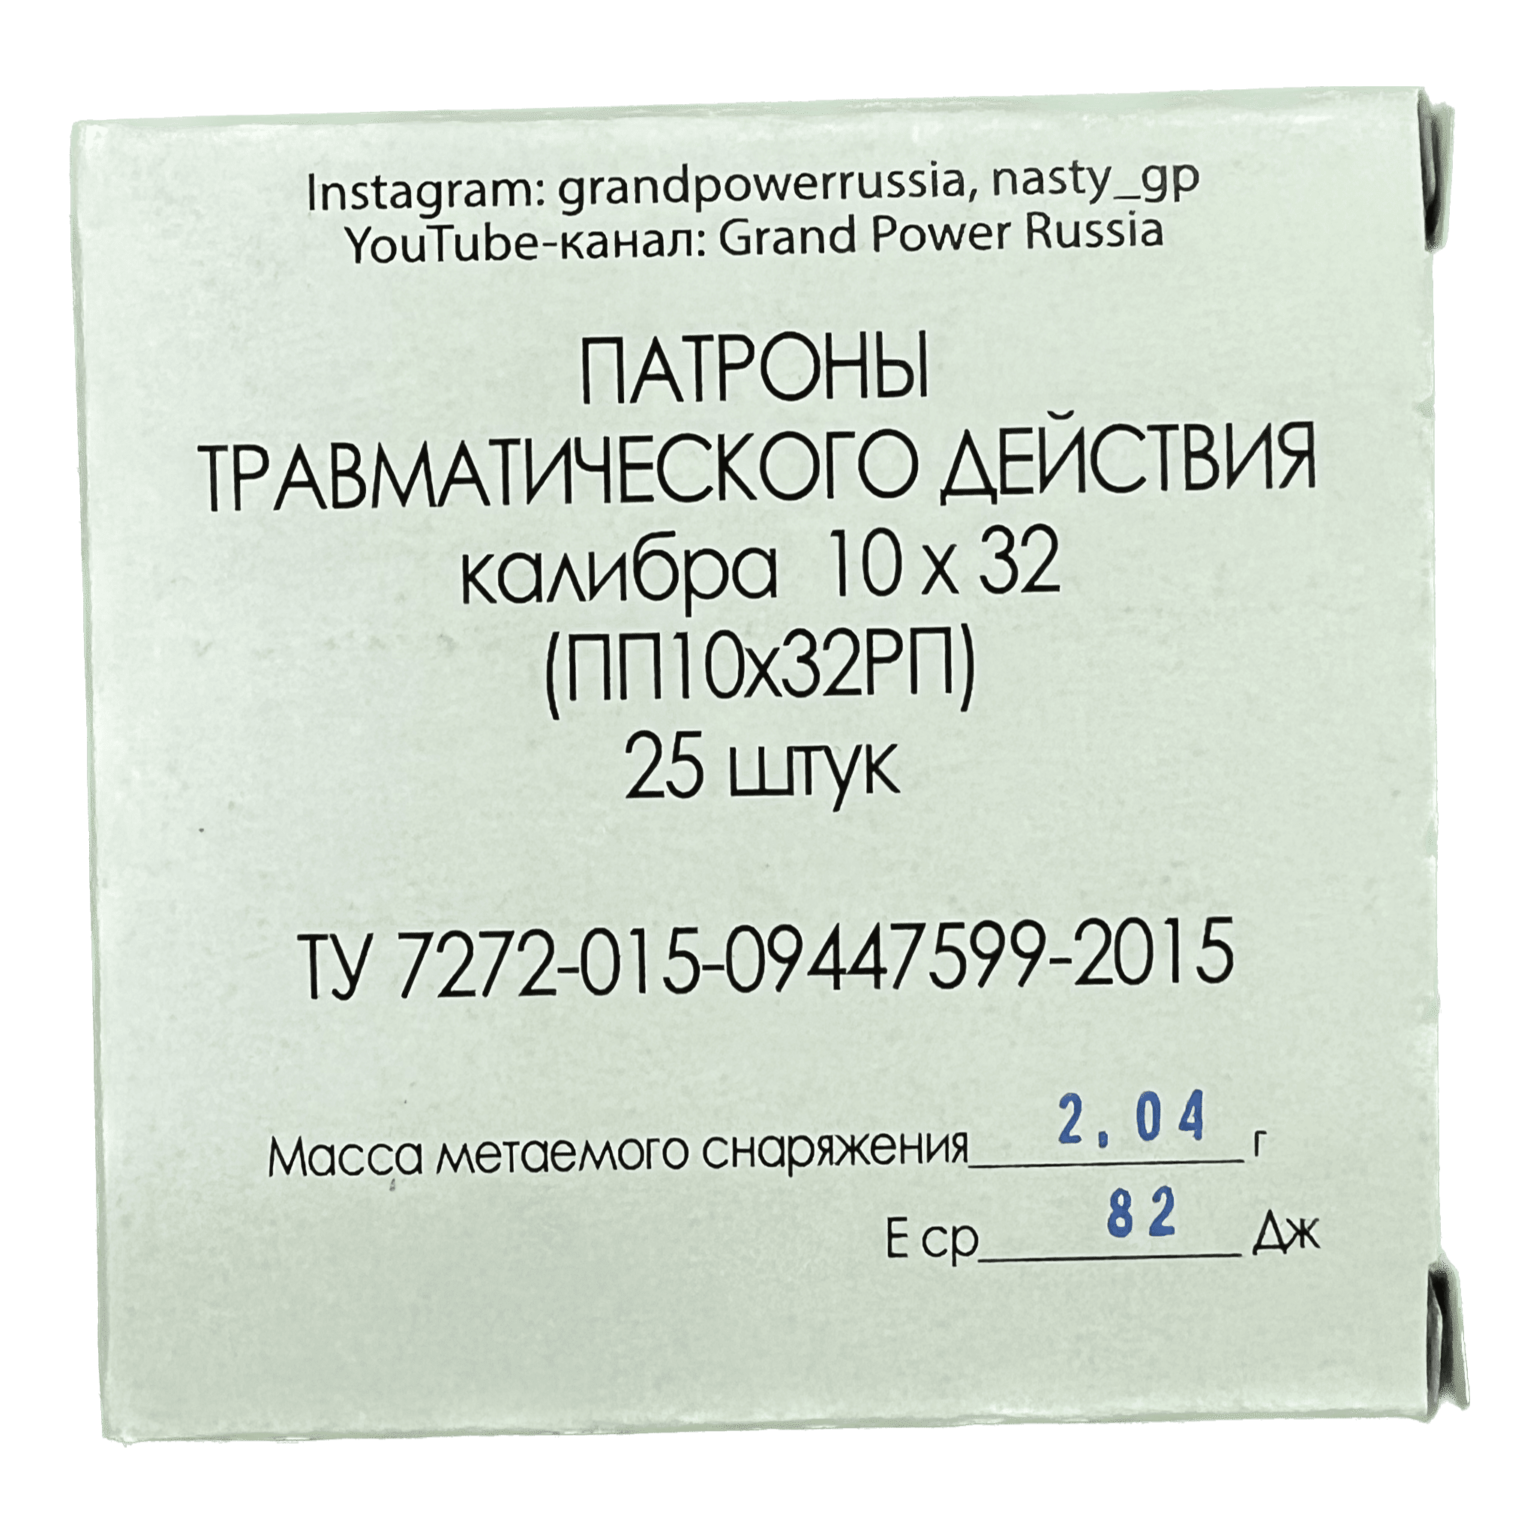 Instagram: grandpowerrussia, nasty_gp
YouTube-канал: Grand Power Russia
ПАТРОНЫ
ТРАВМАТИЧЕСКОГО ДЕЙСТВИЯ
калибра 10 х 32
(ПП10х32РП)
25 штук
ТУ 7272-015-09447599-2015
Масса метаемого снаряжения 2,04 г
Е ср 82 Дж